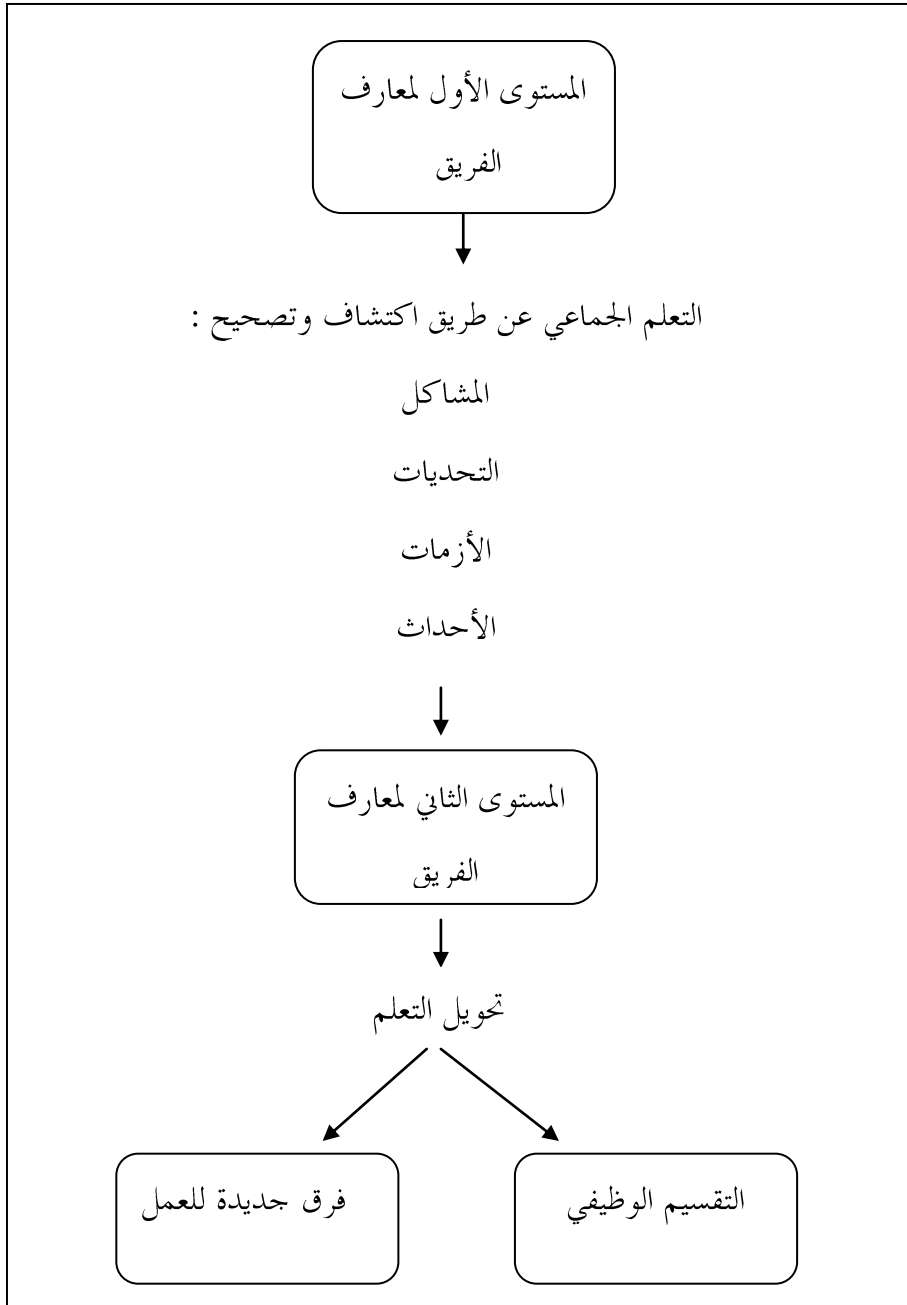 المستوى الأول لمعارف
الفريق
التعلم الجماعي عن طريق اكتشاف وتصحيح :
المشاكل
التحديات
الأزمات
الأحداث
المستوى الثاني لمعارف
الفريق
تحويل التعلم
التقسيم الوظيفي
فرق جديدة للعمل